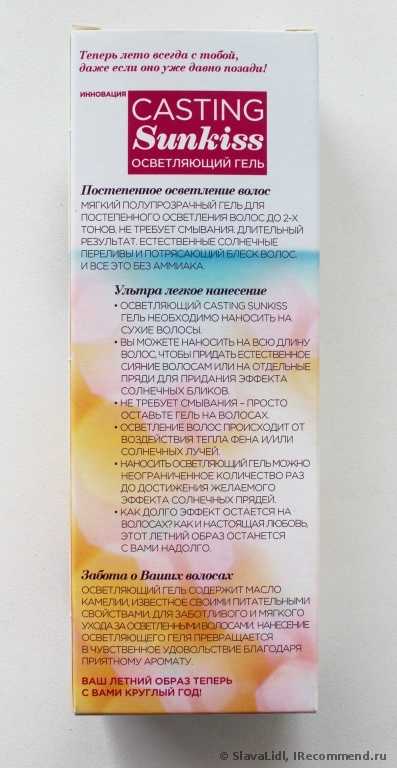 Теперь лето всегда с тобой,
даже если оно уже давно позади!
ИННОВАЦИЯ
CASTING
Sunkiss
ОСВЕТЛЯЮЩИЙ ГЕЛЬ
Постепенное осветление волос
МЯГКИЙ ПОЛУПРОЗРАЧНЫЙ ГЕЛЬ ДЛЯ
ПОСТЕПЕННОГО ОСВЕТЛЕНИЯ ВОЛОС ДО 2-Х
ТОНОВ. НЕ ТРЕБУЕТ СМЫВАНИЯ. ДЛИТЕЛЬНЫЙ
РЕЗУЛЬТАТ. ЕСТЕСТВЕННЫЕ СОЛНЕЧНЫЕ
ПЕРЕЛИВЫ И ПОТРЯСАЮЩИЙ БЛЕСК ВОЛОС.
И ВСЕ ЭТО БЕЗ АММИАКА.
Ультра легкое нанесение
• ОСВЕТЛЯЮЩИЙ CASTING SUNKISS
ГЕЛЬ НЕОБХОДИМО НАНОСИТЬ НА
СУХИЕ ВОЛОСЫ.
• ВЫ МОЖЕТЕ НАНОСИТЬ НА ВСЮ ДЛИНУ
ВОЛОС, ЧТОБЫ ПРИДАТЬ ЕСТЕСТВЕННОЕ
СИЯНИЕ ВОЛОСАМ ИЛИ НА ОТДЕЛЬНЫЕ
ПРЯДИ ДЛЯ ПРИДАНИЯ ЭФФЕКТА
СОЛНЕЧНЫХ БЛИКОВ.
• НЕ ТРЕБУЕТ СМЫВАНИЯ – ПРОСТО
ОСТАВЬТЕ ГЕЛЬ НА ВОЛОСАХ.
• ОСВЕТЛЕНИЕ ВОЛОС ПРОИСХОДИТ ОТ
ВОЗДЕЙСТВИЯ ТЕПЛА ФЕНА И/ИЛИ
СОЛНЕЧНЫХ ЛУЧЕЙ.
• НАНОСИТЬ ОСВЕТЛЯЮЩИЙ ГЕЛЬ МОЖНО
НЕОГРАНИЧЕННОЕ КОЛИЧЕСТВО РАЗ
ДО ДОСТИЖЕНИЯ ЖЕЛАЕМОГО
ЭФФЕКТА СОЛНЕЧНЫХ ПРЯДЕЙ.
• КАК ДОЛГО ЭФФЕКТ ОСТАЕТСЯ НА
ВОЛОСАХ? КАК И НАСТОЯЩАЯ ЛЮБОВЬ,
ЭТОТ ЛЕТНИЙ ОБРАЗ ОСТАНЕТСЯ
С ВАМИ НАДОЛГО.
Забота о Ваших волосах
ОСВЕТЛЯЮЩИЙ ГЕЛЬ СОДЕРЖИТ МАСЛО
КАМЕЛИИ, ИЗВЕСТНОЕ СВОИМИ ПИТАТЕЛЬНЫМИ
СВОЙСТВАМИ, ДЛЯ ЗАБОТЛИВОГО И МЯГКОГО
УХОДА ЗА ОСВЕТЛЕННЫМИ ВОЛОСАМИ. НАНЕСЕНИЕ
ОСВЕТЛЯЮЩЕГО ГЕЛЯ ПРЕВРАЩАЕТСЯ
В ЧУВСТВЕННОЕ УДОВОЛЬСТВИЕ БЛАГОДАРЯ
ПРИЯТНОМУ АРОМАТУ.
ВАШ ЛЕТНИЙ ОБРАЗ ТЕПЕРЬ
С ВАМИ КРУГЛЫЙ ГОД!
© SlavaLidl, IRecommend.ru